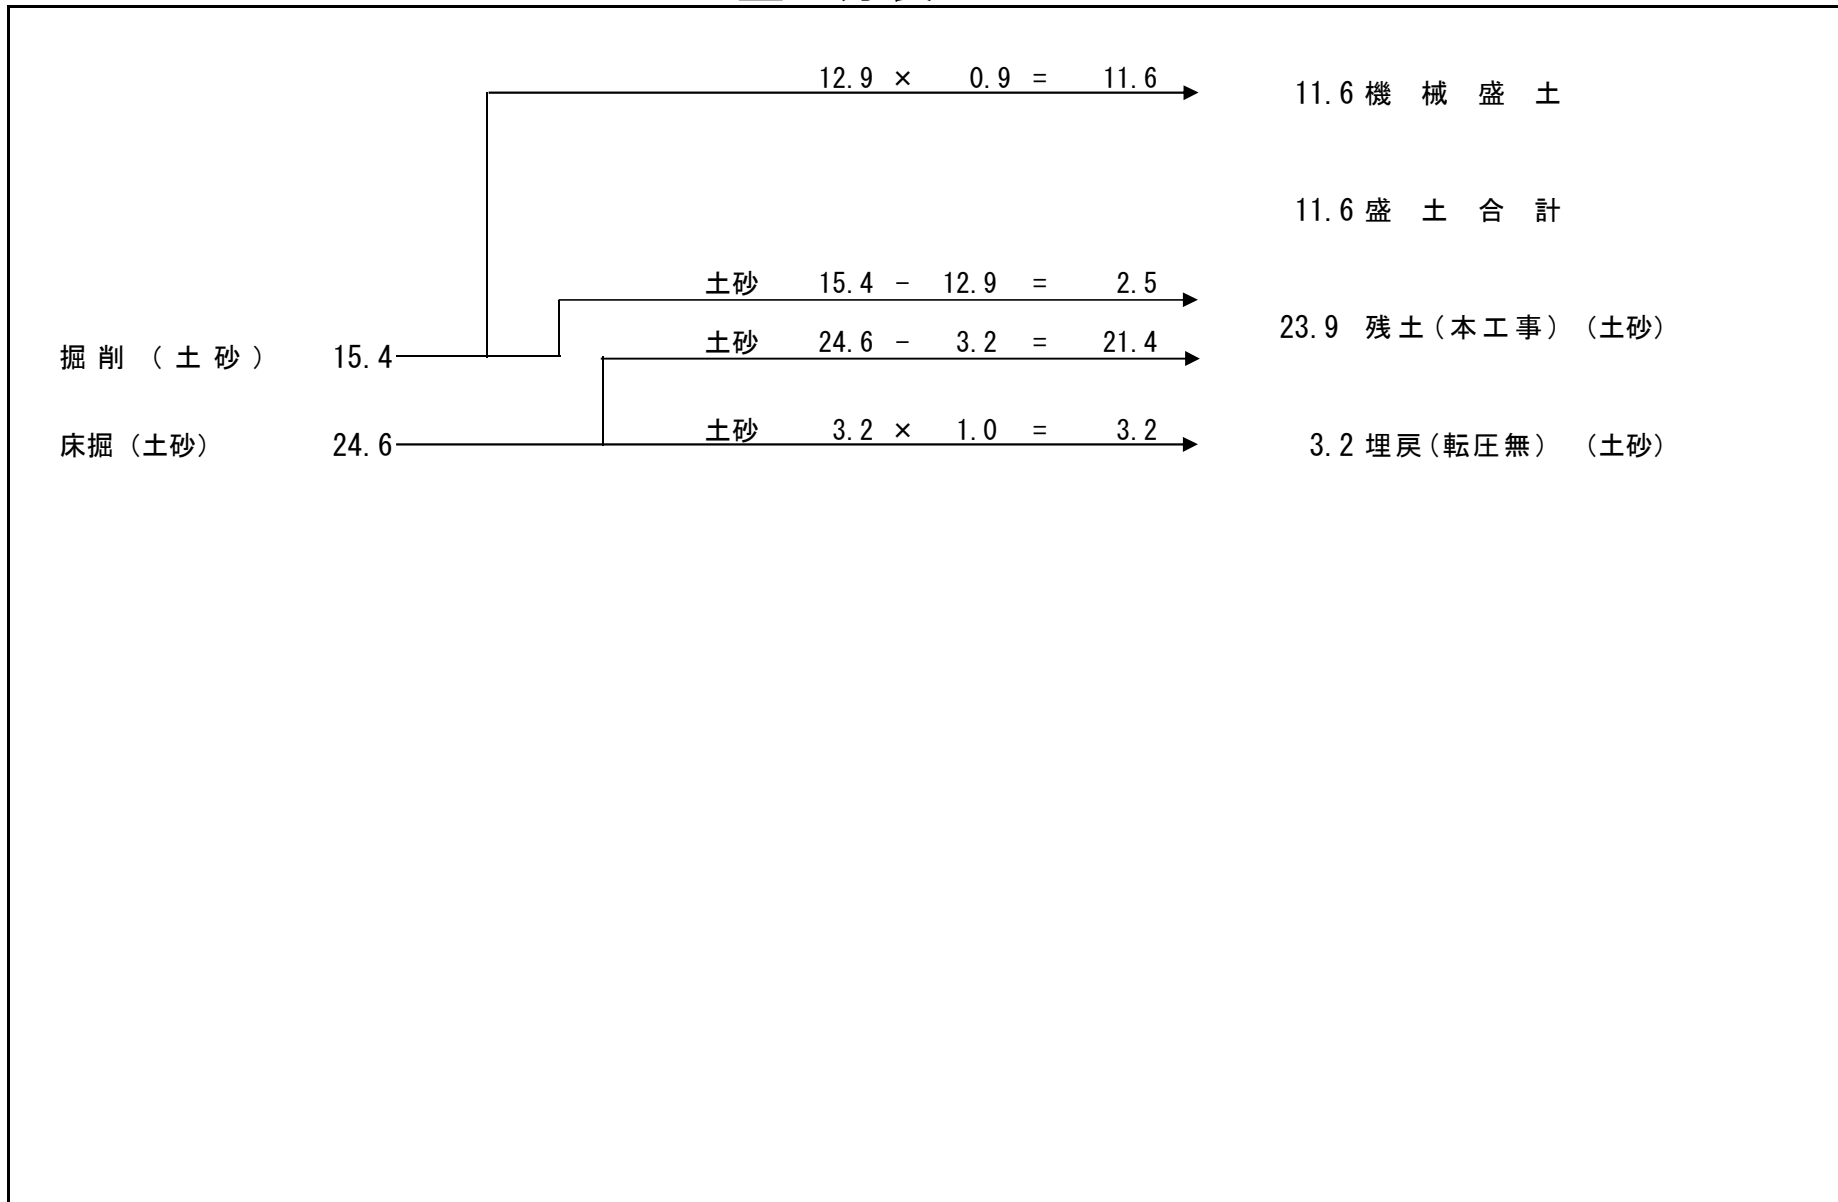 12.9 × 0.9 = 11.6 11.6 機械盛土
11.6 盛土合計
土砂 15.4 - 12.9 = 2.5
23.9 残土(本工事) (土砂)
土砂 24.6 - 3.2 = 21.4
掘削(土砂) 15.4
土砂 3.2 × 1.0 = 3.2
床掘(土砂) 24.6 3.2 埋戻(転圧無) (土砂)